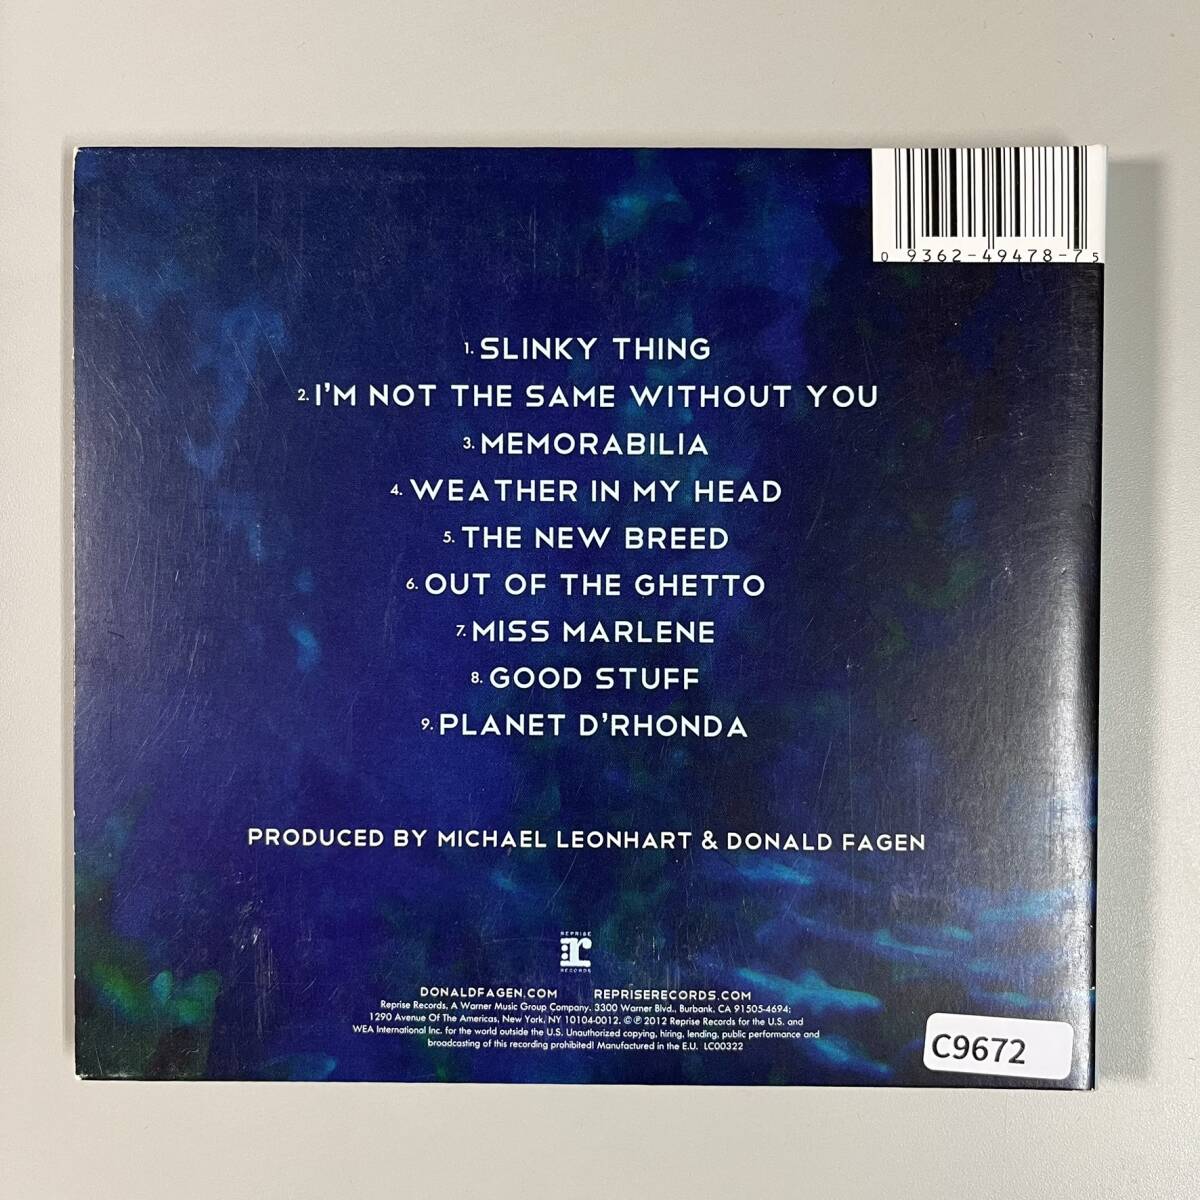 0 9362-49478-7 5
1. SLINKY THING
2. I'M NOT THE SAME WITHOUT YOU
3. MEMORABILIA
4. WEATHER IN MY HEAD
5. THE NEW BREED
6. OUT OF THE GHETTO
7. MISS MARLENE
8. GOOD STUFF
9. PLANET D'RHONDA
PRODUCED BY MICHAEL LEONHART & DONALD FAGEN
REPRISE
r
RECORDS
DONALDFAGEN.COM REPRISERECORDS.COM
Reprise Records, A Warner Music Group Company. 3300 Warner Blvd., Burbank, CA 91505-4694;
1290 Avenue Of The Americas, New York, NY 10104-0012. © ℗ 2012 Reprise Records for the U.S. and
WEA International Inc. for the world outside the U.S. Unauthorized copying, hiring, lending, public performance and
broadcasting of this recording prohibited! Manufactured in the E.U. LC00322
C9672